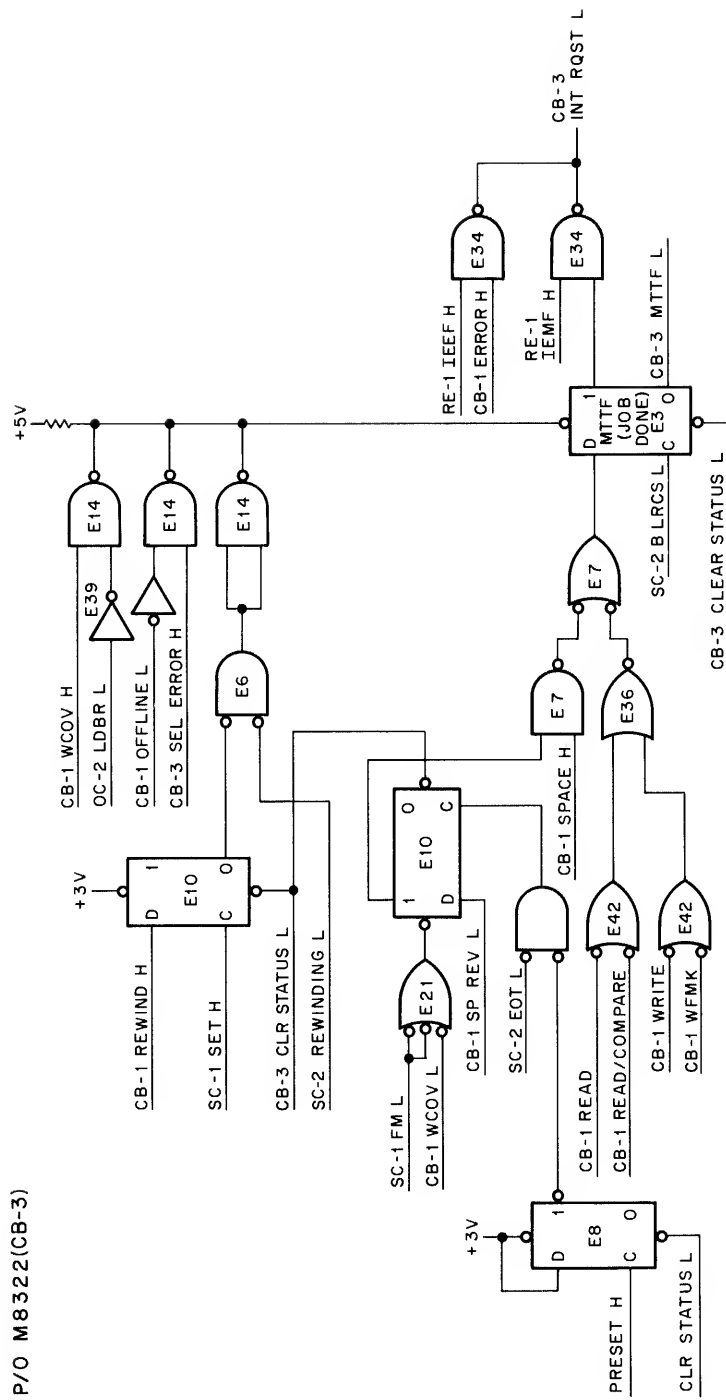 P/O M8322(CB-3)
+5V
CB-1 WCOV H
OC-2 LDBR L
E39
E14
CB-1 OFFLINE L
CB-3 SEL ERROR H
E14
E14
E6
+3V
CB-1 REWIND H
D
1
E10
SC-1 SET H
C
0
CB-3 CLR STATUS L
SC-2 REWINDING L
SC-1 FM L
CB-1 WCOV L
E21
1
0
E10
D
C
CB-1 SP REV L
SC-2 EOT L
CB-1 SPACE H
E7
E7
E36
CB-1 READ
CB-1 READ/COMPARE
E42
CB-1 WRITE
CB-1 WFMK
E42
+3V
D
1
E8
C
0
PRESET H
CLR STATUS L
RE-1 IEEF H
CB-1 ERROR H
E34
RE-1
IEMF H
E34
CB-3
INT RQST L
D
1
MTTF
(JOB
DONE)
E3
C
0
SC-2 B LRCS L
CB-3 MTTF L
CB-3 CLEAR STATUS L